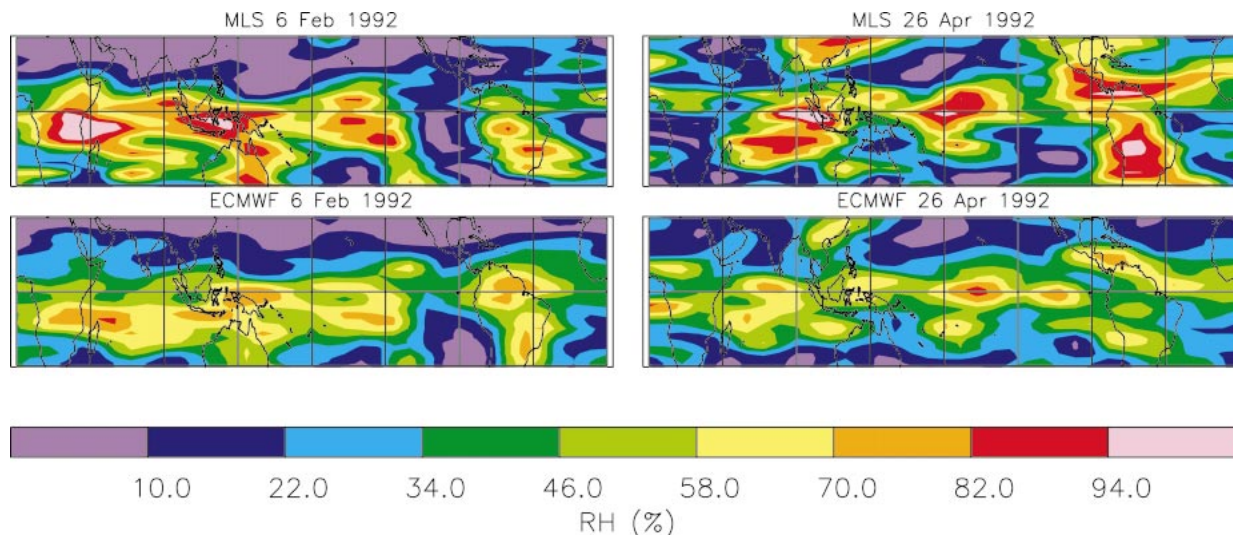 MLS 6 Feb 1992
MLS 26 Apr 1992
ECMWF 6 Feb 1992
ECMWF 26 Apr 1992
10.0 22.0 34.0 46.0 58.0 70.0 82.0 94.0
RH (%)